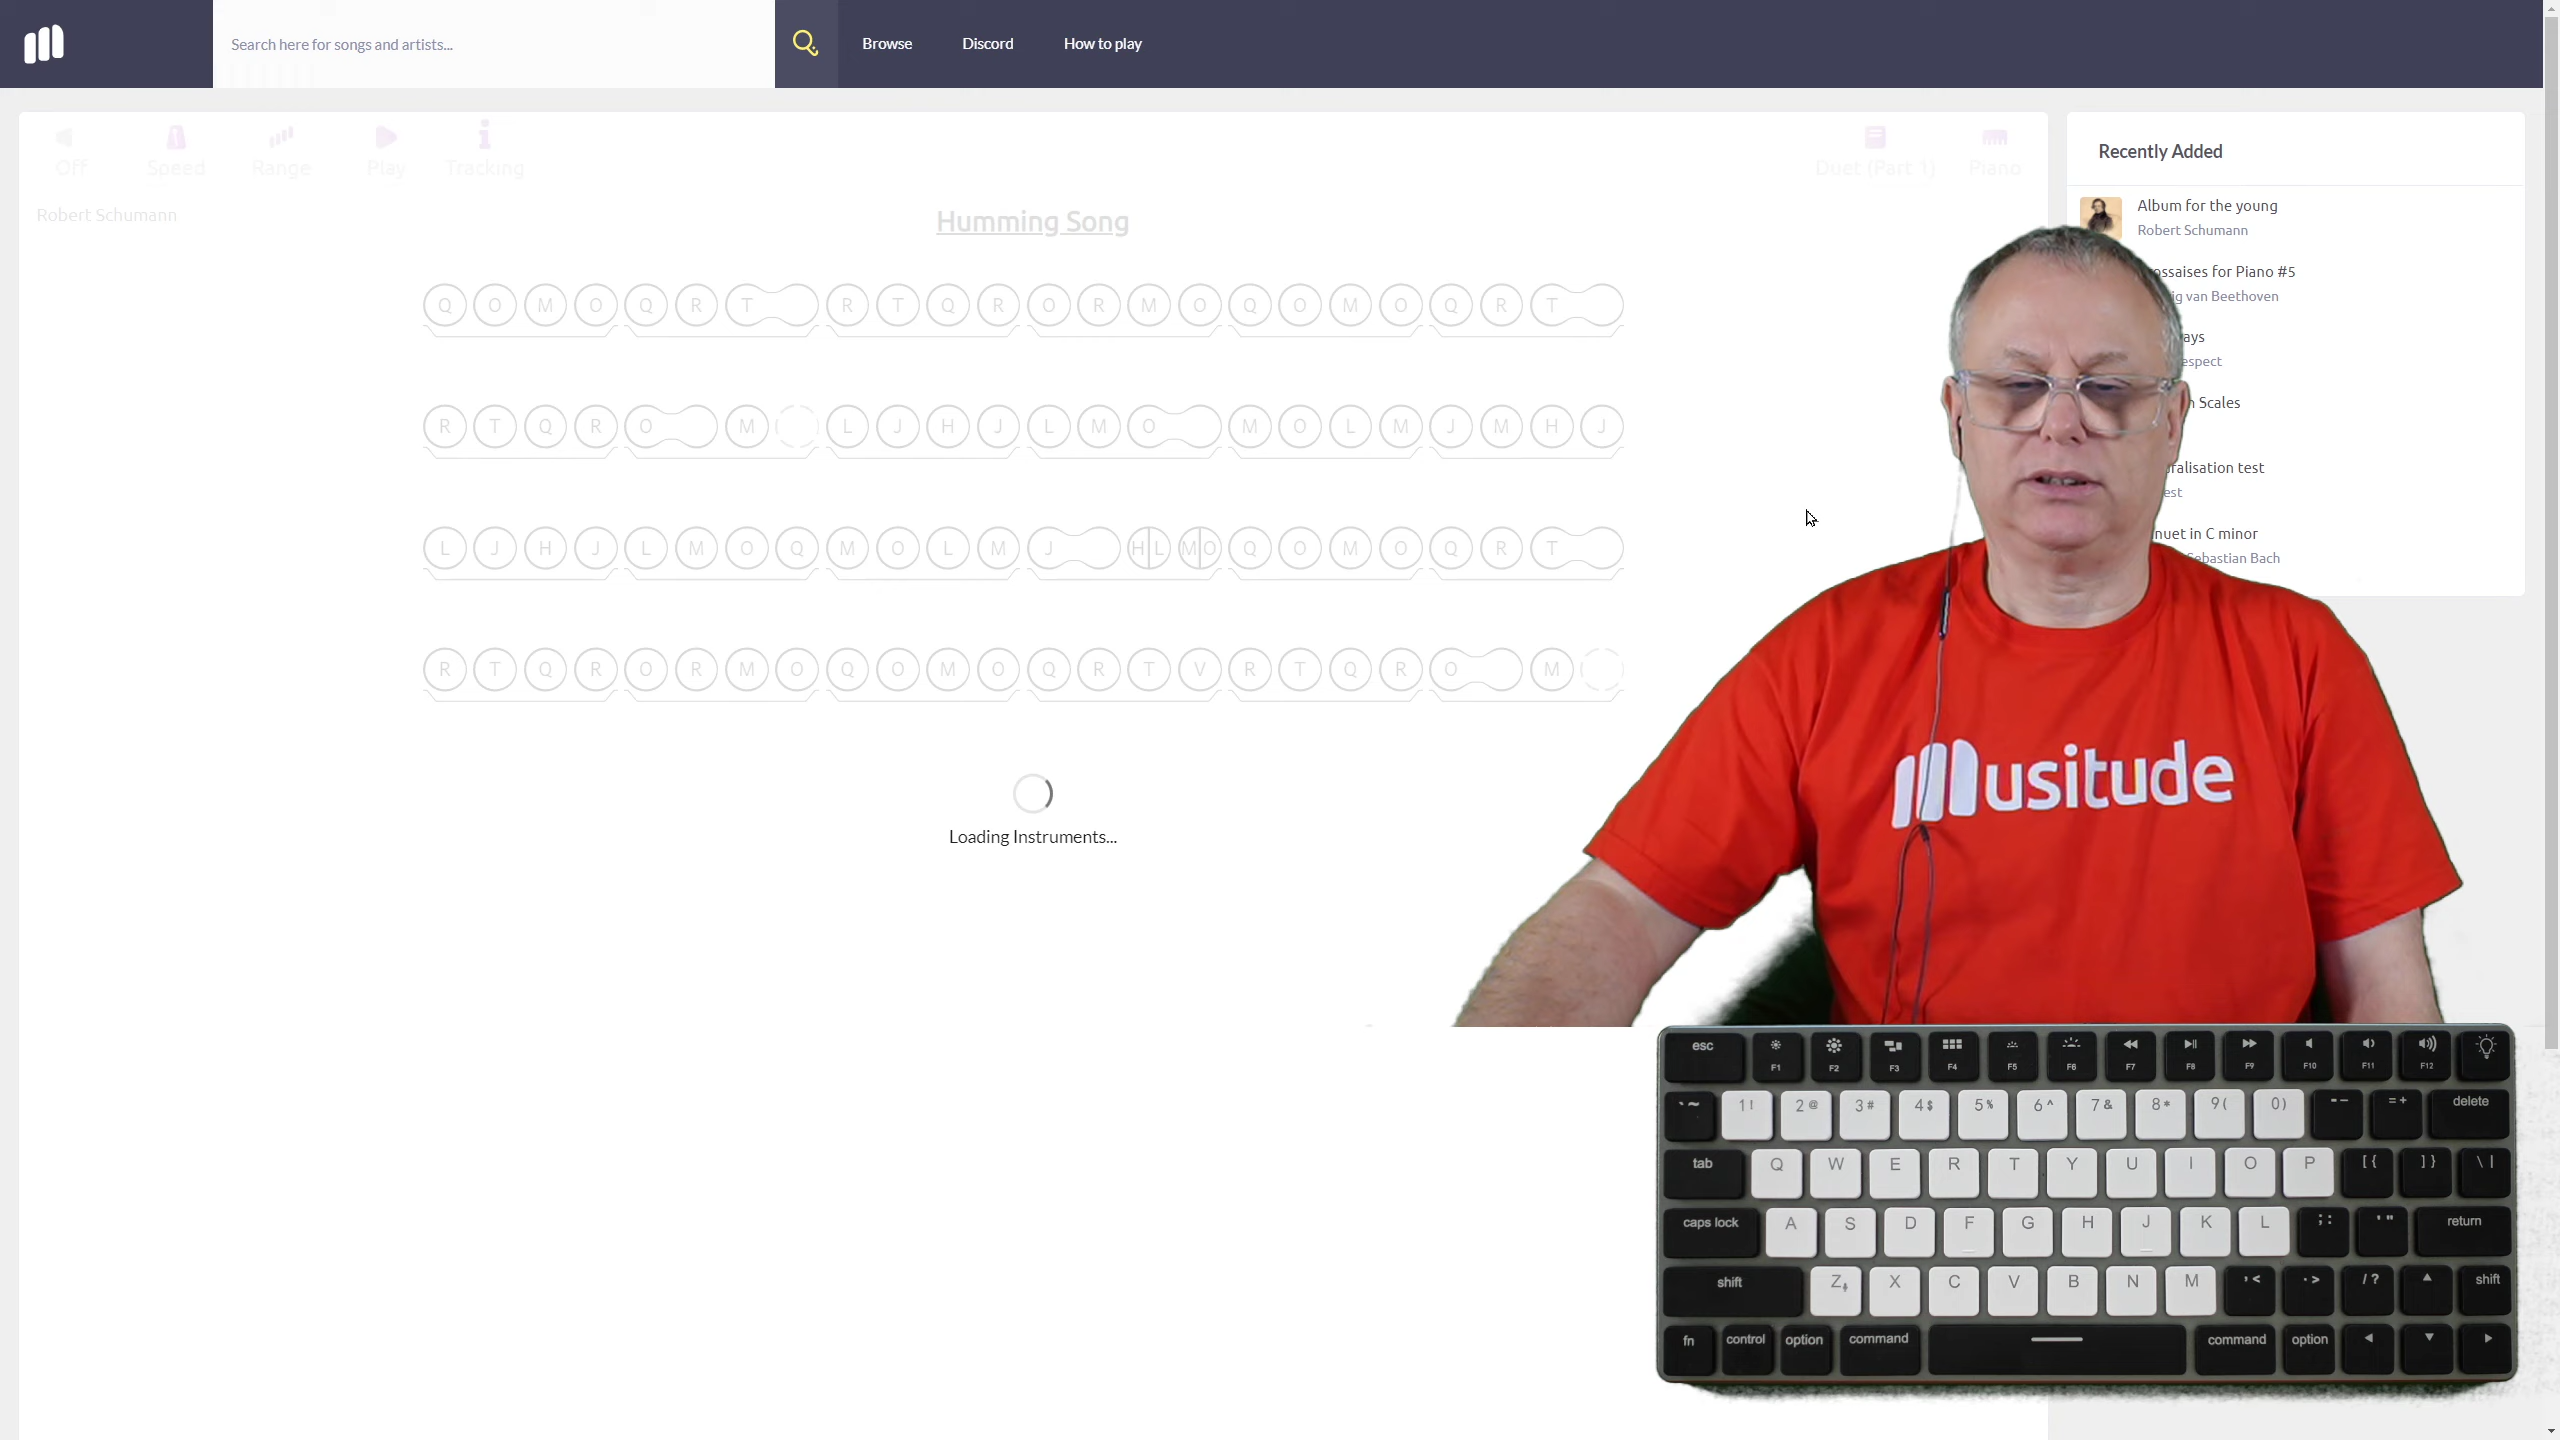 Search here for songs and artists...
Browse
Discord
How to play
Off
Speed
Range
Play
Tracking
Duet (Part 1)
Piano
Robert Schumann
Humming Song
Q O M O Q R T R T Q R O R M O Q O M O Q R T
R T Q R O M L J H J L M O M O L M J M H J
L J H J L M O Q M O L M J H L M O Q O M O Q R T
R T Q R O R M O Q O M O Q R T V R T Q R O M
Loading Instruments...
Recently Added
Album for the young
Robert Schumann
ossaises for Piano #5
ig van Beethoven
ays
espect
Scales
ralisation test
est
nuet in C minor
Sebastian Bach
Musitude
esc F1 F2 F3 F4 F5 F6 F7 F8 F9 F10 F11 F12
` ~ 1 ! 2 @ 3 # 4 $ 5 % 6 ^ 7 & 8 * 9 ( 0 ) - – = + delete
tab Q W E R T Y U I O P [ { ] } \ |
caps lock A S D F G H J K L ; : ' " return
shift Z X C V B N M , < . > / ? shift
fn control option command command option